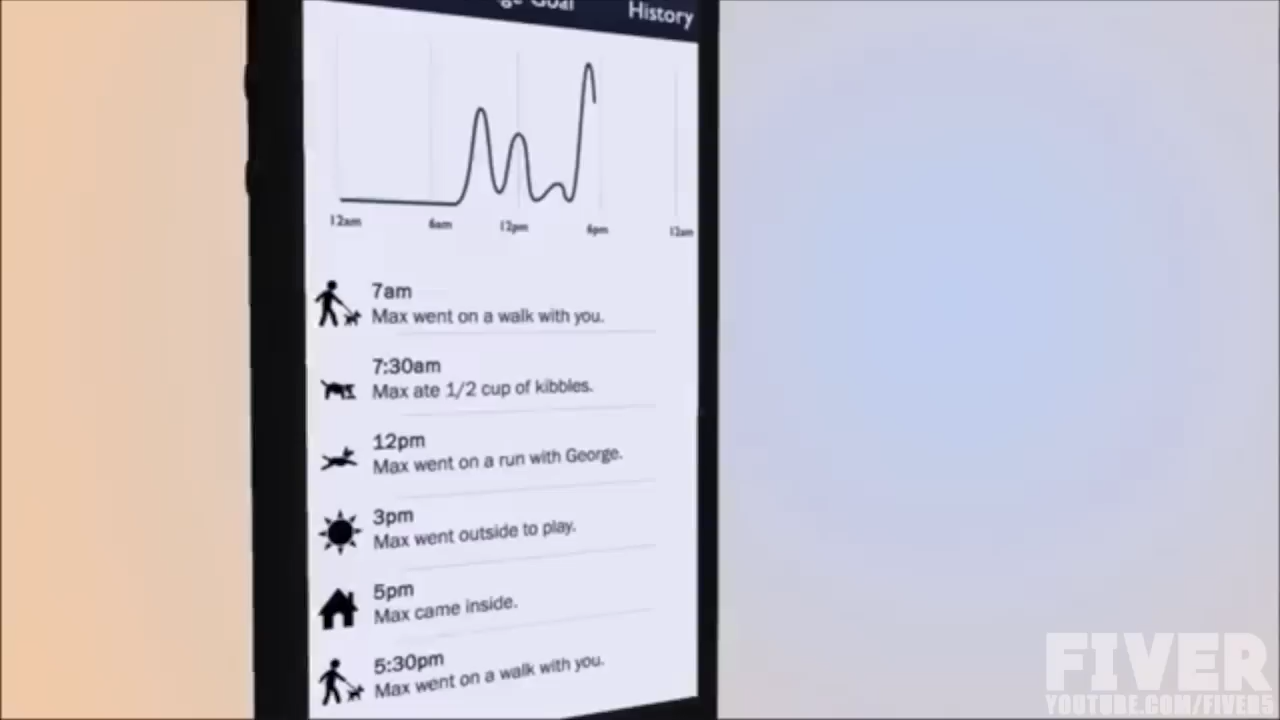 Goal
History
12am
6am
12pm
6pm
12am
7am
Max went on a walk with you.
7:30am
Max ate 1/2 cup of kibbles.
12pm
Max went on a run with George.
3pm
Max went outside to play.
5pm
Max came inside.
5:30pm
Max went on a walk with you.
FIVER
YOUTUBE.COM/FIVER5